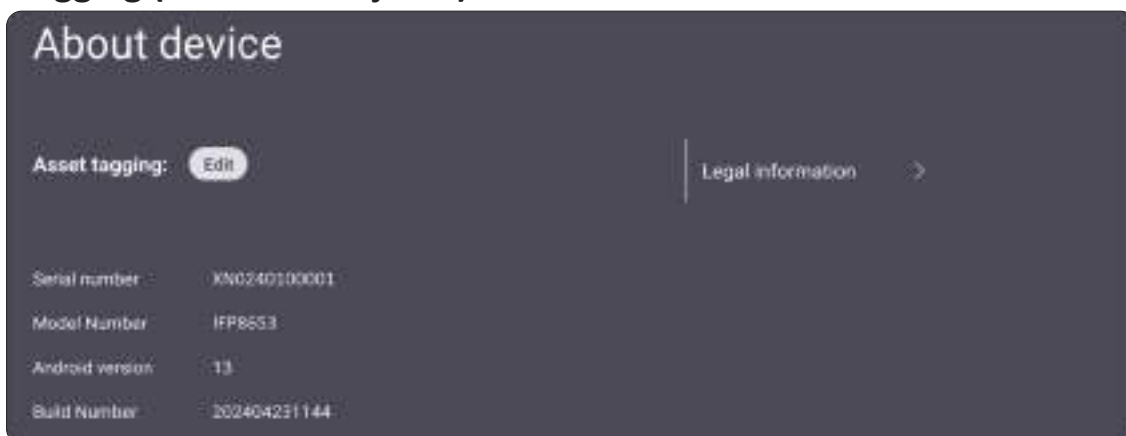 About device
Asset tagging: Edit
Legal information >
Serial number XN0240100001
Model Number IFP8653
Android version 13
Build Number 202404231144